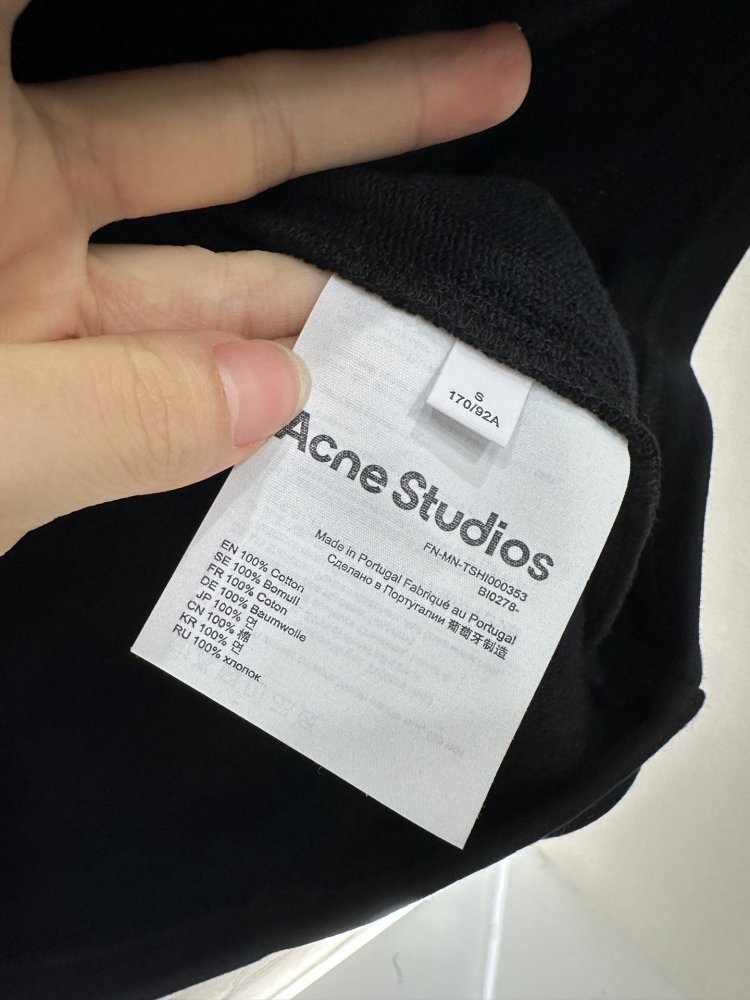 S
170/92A
Acne Studios
FN-MN-TSHI000353
BI0278-
Made in Portugal Fabriqué au Portugal
Сделано в Португалии 葡萄牙制造
EN 100% Cotton
SE 100% Bomull
FR 100% Coton
DE 100% Baumwolle
JP 100% 면
CN 100% 棉
KR 100% 면
RU 100% хлопок